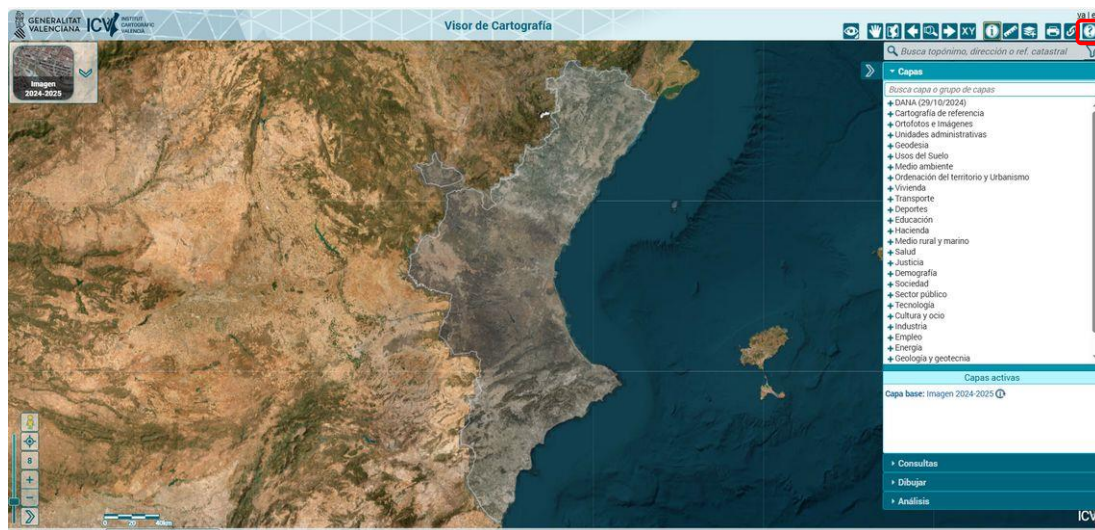 va | e
GENERALITAT
VALENCIANA
ICV
INSTITUT
CARTOGRÀFIC
VALENCIÀ
Visor de Cartografía
XY
Imagen
2024-2025
Busca topónimo, dirección o ref. catastral
Capas
Busca capa o grupo de capas
DANA (29/10/2024)
Cartografía de referencia
Ortofotos e Imágenes
Unidades administrativas
Geodesia
Usos del Suelo
Medio ambiente
Ordenación del territorio y Urbanismo
Vivienda
Transporte
Deportes
Educación
Hacienda
Medio rural y marino
Salud
Justicia
Demografía
Sociedad
Sector público
Tecnología
Cultura y ocio
Industria
Empleo
Energía
Geología y geotecnia
Capas activas
Capa base: Imagen 2024-2025
Consultas
Dibujar
Análisis
ICV
8
0 20 40km